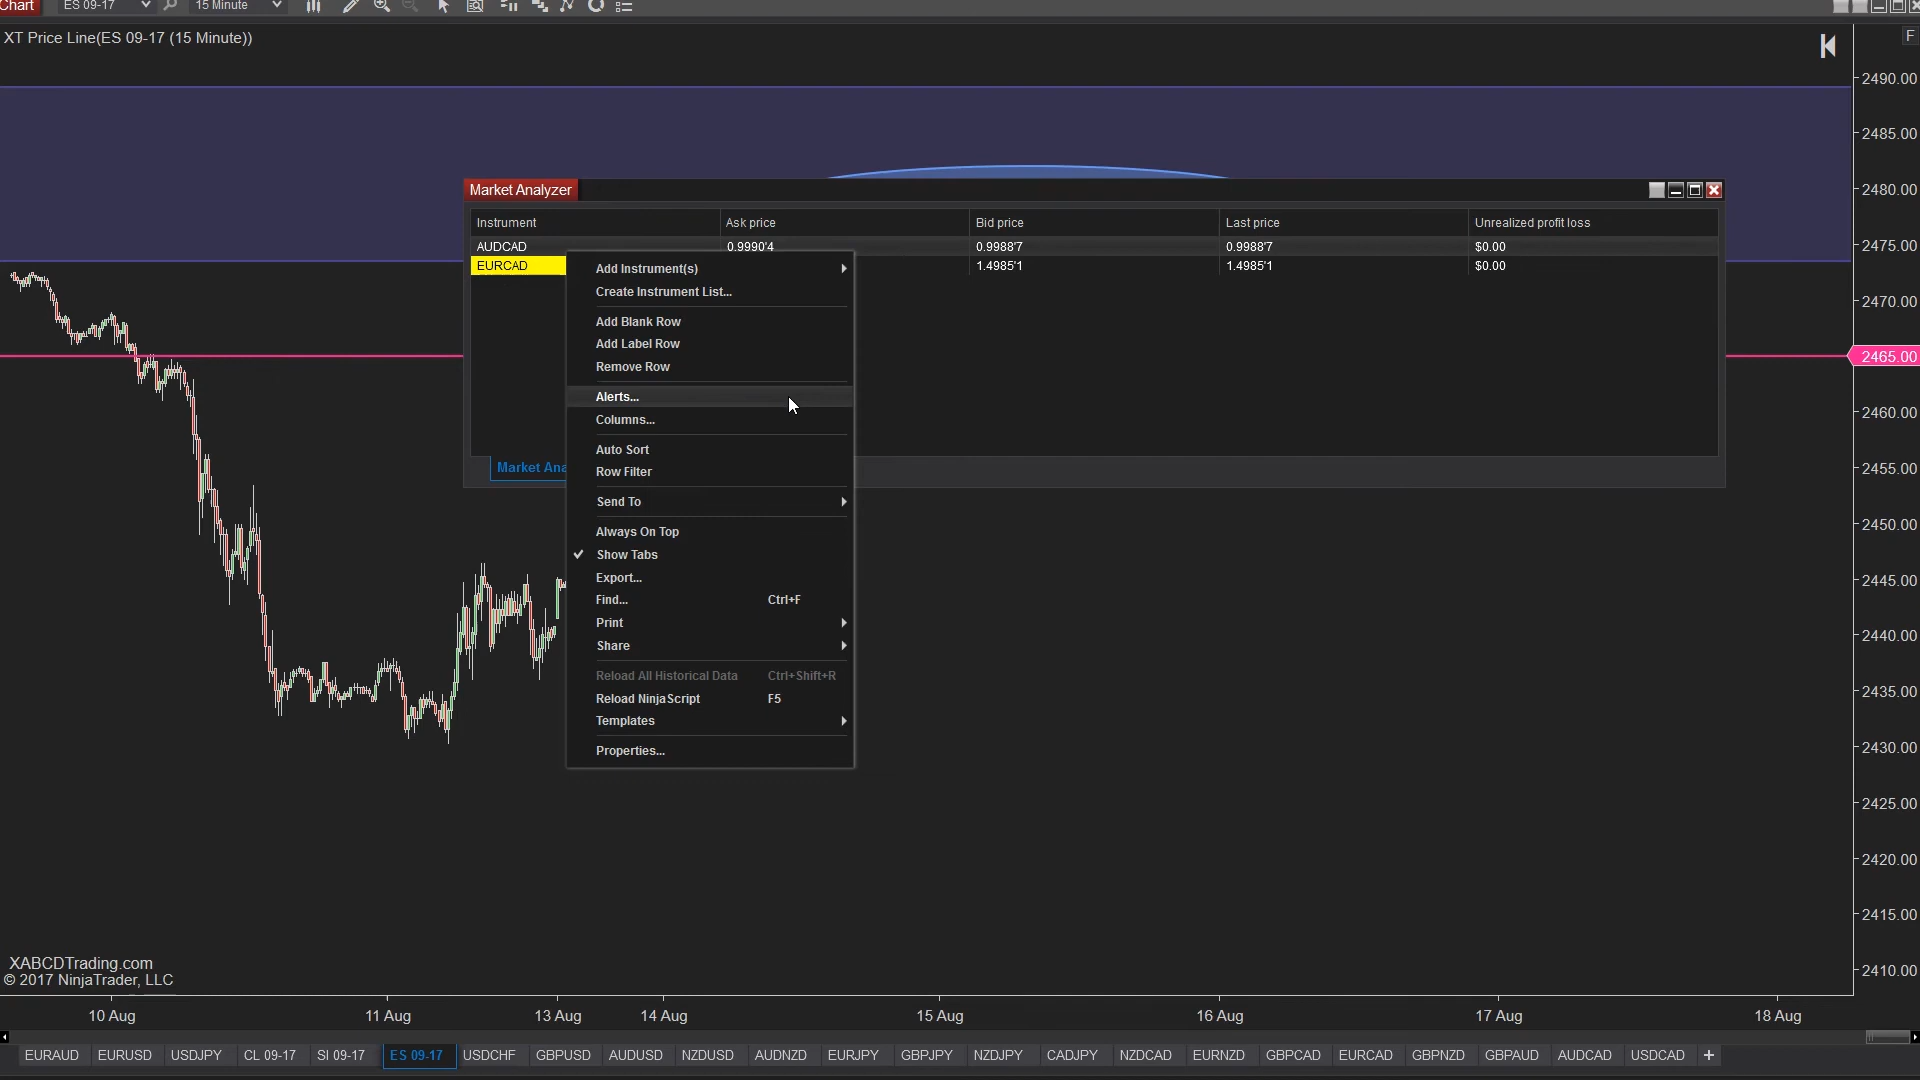 Chart
ES 09-17
15 Minute
XT Price Line(ES 09-17 (15 Minute))
F
2490.00
2485.00
2480.00
2475.00
2470.00
2465.00
2460.00
2455.00
2450.00
2445.00
2440.00
2435.00
2430.00
2425.00
2420.00
2415.00
2410.00
Market Analyzer
Instrument Ask price Bid price Last price Unrealized profit loss
AUDCAD 0.9990'4 0.9988'7 0.9988'7 $0.00
EURCAD 1.4985'1 1.4985'1 $0.00
Market Ana
Add Instrument(s)
Create Instrument List...
Add Blank Row
Add Label Row
Remove Row
Alerts...
Columns...
Auto Sort
Row Filter
Send To
Always On Top
Show Tabs
Export...
Find... Ctrl+F
Print
Share
Reload All Historical Data Ctrl+Shift+R
Reload NinjaScript F5
Templates
Properties...
XABCDTrading.com
© 2017 NinjaTrader, LLC
10 Aug 11 Aug 13 Aug 14 Aug 15 Aug 16 Aug 17 Aug 18 Aug
EURAUD EURUSD USDJPY CL 09-17 SI 09-17 ES 09-17 USDCHF GBPUSD AUDUSD NZDUSD AUDNZD EURJPY GBPJPY NZDJPY CADJPY NZDCAD EURNZD GBPCAD EURCAD GBPNZD GBPAUD AUDCAD USDCAD +